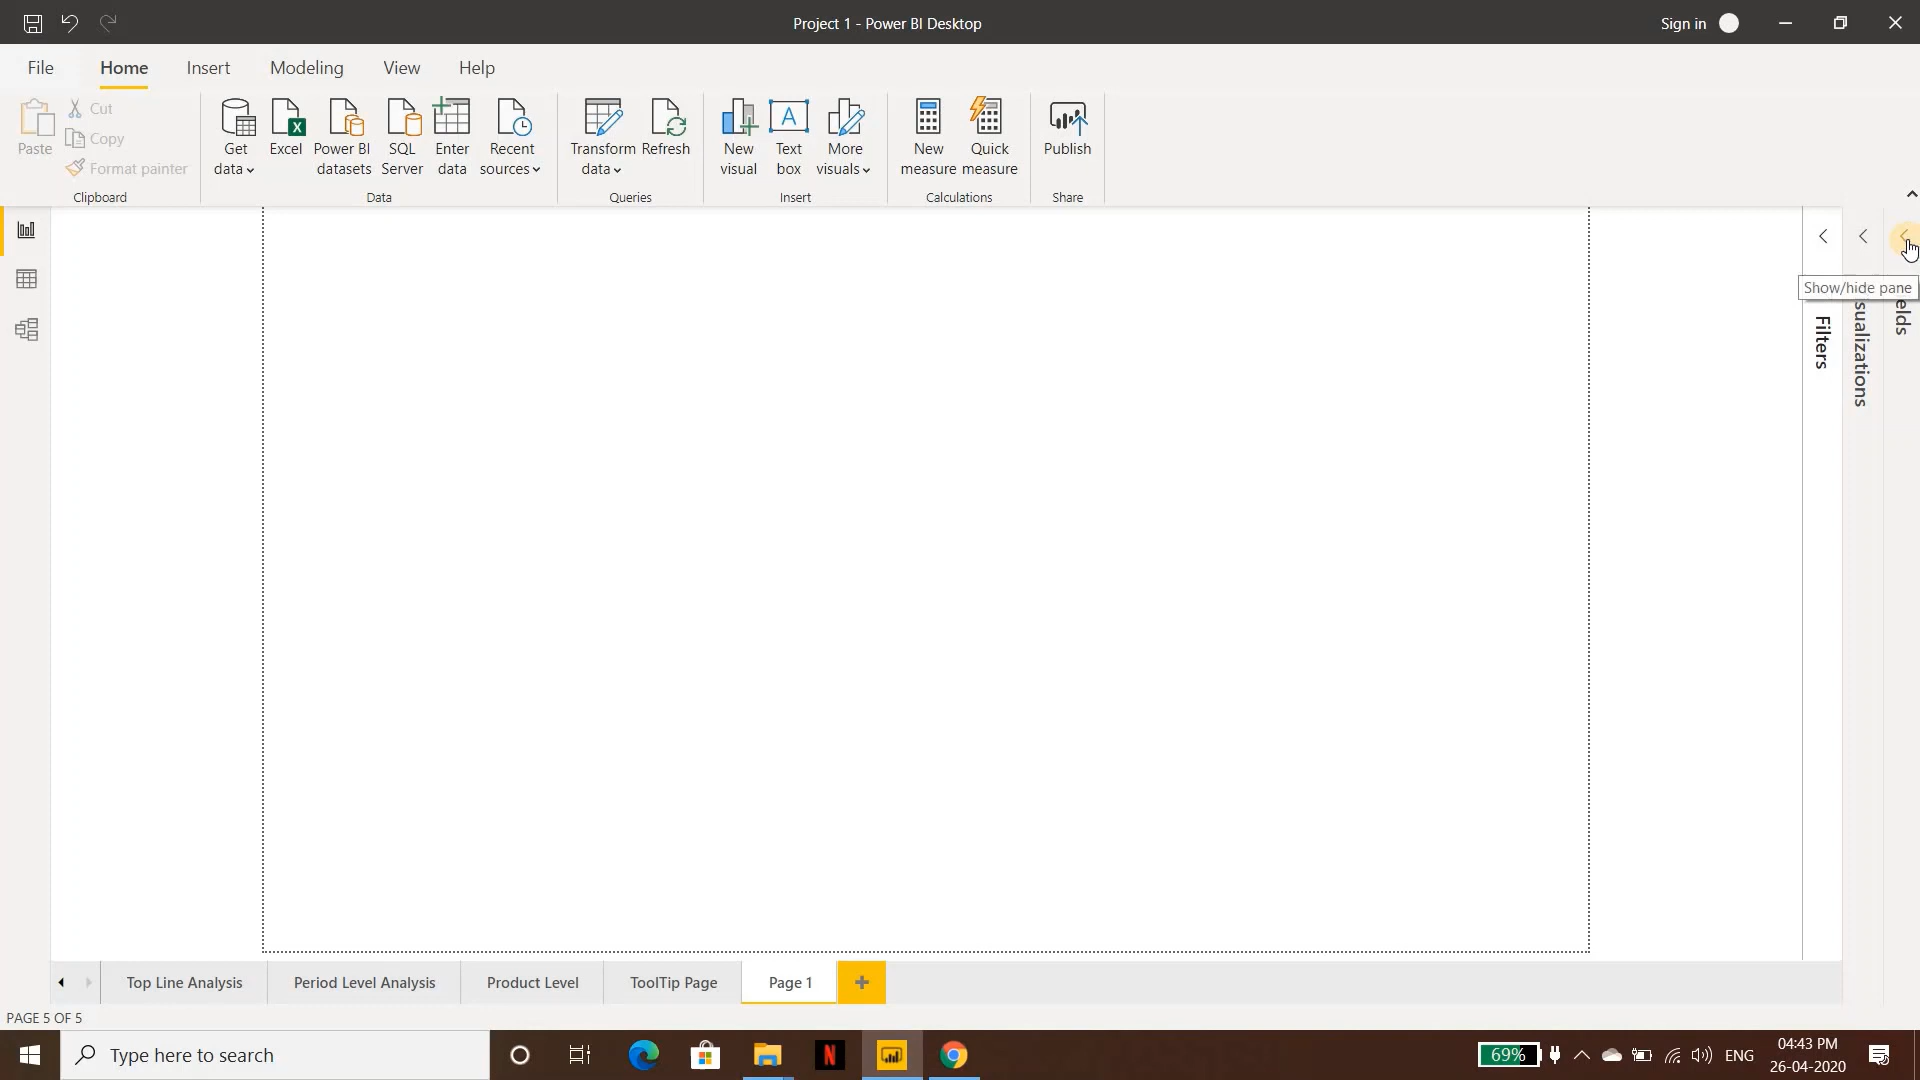 Project 1 - Power BI Desktop
Sign in
File
Home
Insert
Modeling
View
Help
Paste
Cut
Copy
Format painter
Clipboard
Get
data
Excel
Power BI
datasets
SQL
Server
Enter
data
Recent
sources
Data
Transform
data
Refresh
Queries
New
visual
A
Text
box
More
visuals
Insert
New
measure
Quick
measure
Calculations
Publish
Share
Show/hide pane
Filters
sualizations
elds
Top Line Analysis
Period Level Analysis
Product Level
ToolTip Page
Page 1
PAGE 5 OF 5
Type here to search
N
69%
ENG
04:43 PM
26-04-2020